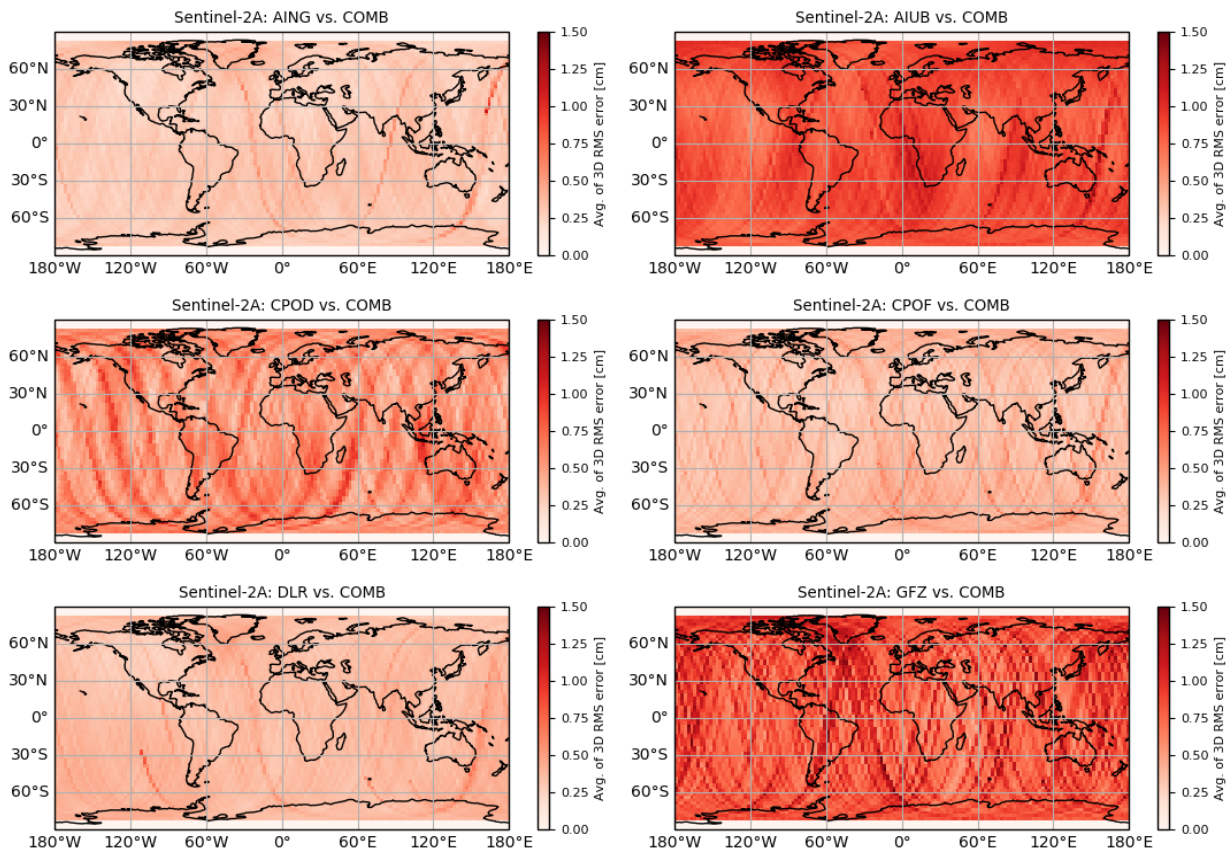 Sentinel-2A: AING vs. COMB
60°N
30°N
0°
30°S
60°S
180°W 120°W 60°W 0° 60°E 120°E 180°E
1.50
1.25
1.00
0.75
0.50
0.25
0.00
Avg. of 3D RMS error [cm]
Sentinel-2A: AIUB vs. COMB
60°N
30°N
0°
30°S
60°S
180°W 120°W 60°W 0° 60°E 120°E 180°E
1.50
1.25
1.00
0.75
0.50
0.25
0.00
Avg. of 3D RMS error [cm]
Sentinel-2A: CPOD vs. COMB
60°N
30°N
0°
30°S
60°S
180°W 120°W 60°W 0° 60°E 120°E 180°E
1.50
1.25
1.00
0.75
0.50
0.25
0.00
Avg. of 3D RMS error [cm]
Sentinel-2A: CPOF vs. COMB
60°N
30°N
0°
30°S
60°S
180°W 120°W 60°W 0° 60°E 120°E 180°E
1.50
1.25
1.00
0.75
0.50
0.25
0.00
Avg. of 3D RMS error [cm]
Sentinel-2A: DLR vs. COMB
60°N
30°N
0°
30°S
60°S
180°W 120°W 60°W 0° 60°E 120°E 180°E
1.50
1.25
1.00
0.75
0.50
0.25
0.00
Avg. of 3D RMS error [cm]
Sentinel-2A: GFZ vs. COMB
60°N
30°N
0°
30°S
60°S
180°W 120°W 60°W 0° 60°E 120°E 180°E
1.50
1.25
1.00
0.75
0.50
0.25
0.00
Avg. of 3D RMS error [cm]